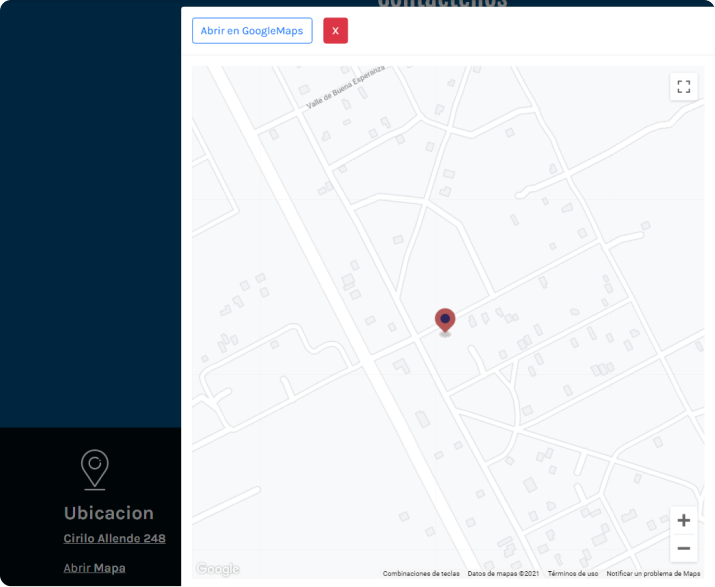 Contáctenos
Abrir en GoogleMaps
X
Valle de Buena Esperanza
Ubicacion
Cirilo Allende 248
Abrir Mapa
Google
Combinaciones de teclas
Datos de mapas ©2021
Términos de uso
Notificar un problema de Maps